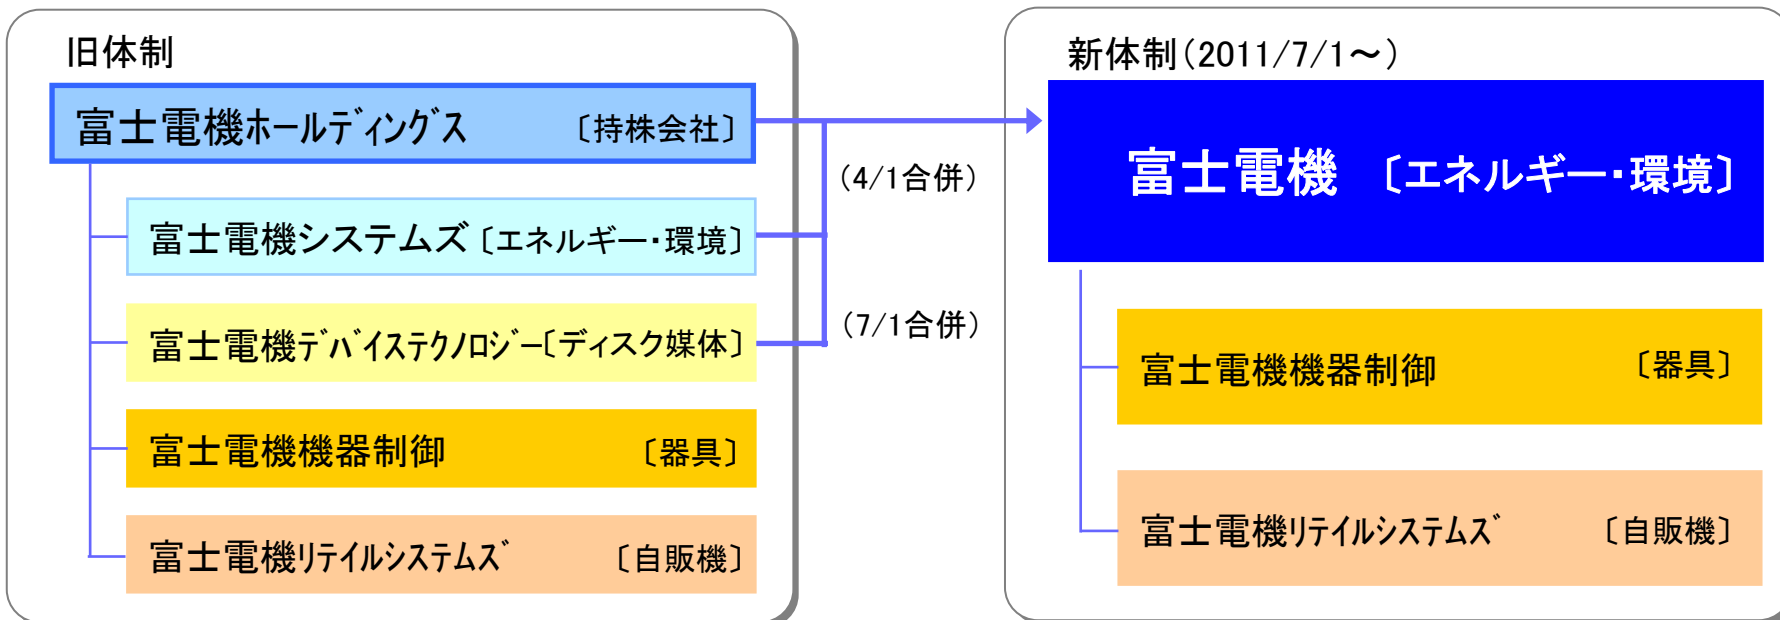 旧体制
富士電機ホールディングス 〔持株会社〕
富士電機システムズ〔エネルギー・環境〕
富士電機ﾃﾞﾊﾞｲｽﾃｸﾉﾛｼﾞｰ〔ディスク媒体〕
富士電機機器制御 〔器具〕
富士電機ﾘﾃｲﾙｼｽﾃﾑｽﾞ 〔自販機〕
(4/1合併)
(7/1合併)
新体制(2011/7/1～)
富士電機 〔エネルギー・環境〕
富士電機機器制御 〔器具〕
富士電機ﾘﾃｲﾙｼｽﾃﾑｽﾞ 〔自販機〕